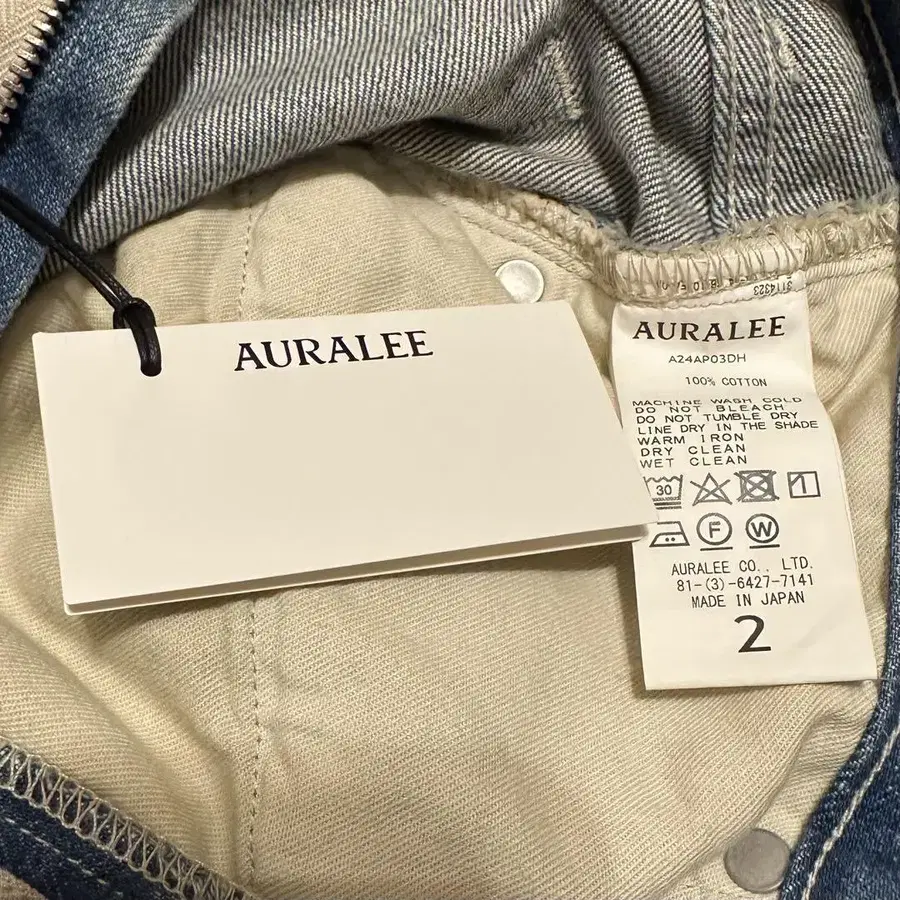 AURALEE
AURALEE
A24AP03DH
100% COTTON
MACHINE WASH COLD
DO NOT BLEACH
DO NOT TUMBLE DRY
LINE DRY IN THE SHADE
WARM IRON
DRY CLEAN
WET CLEAN
30
F
W
AURALEE CO., LTD.
81-(3)-6427-7141
MADE IN JAPAN
2